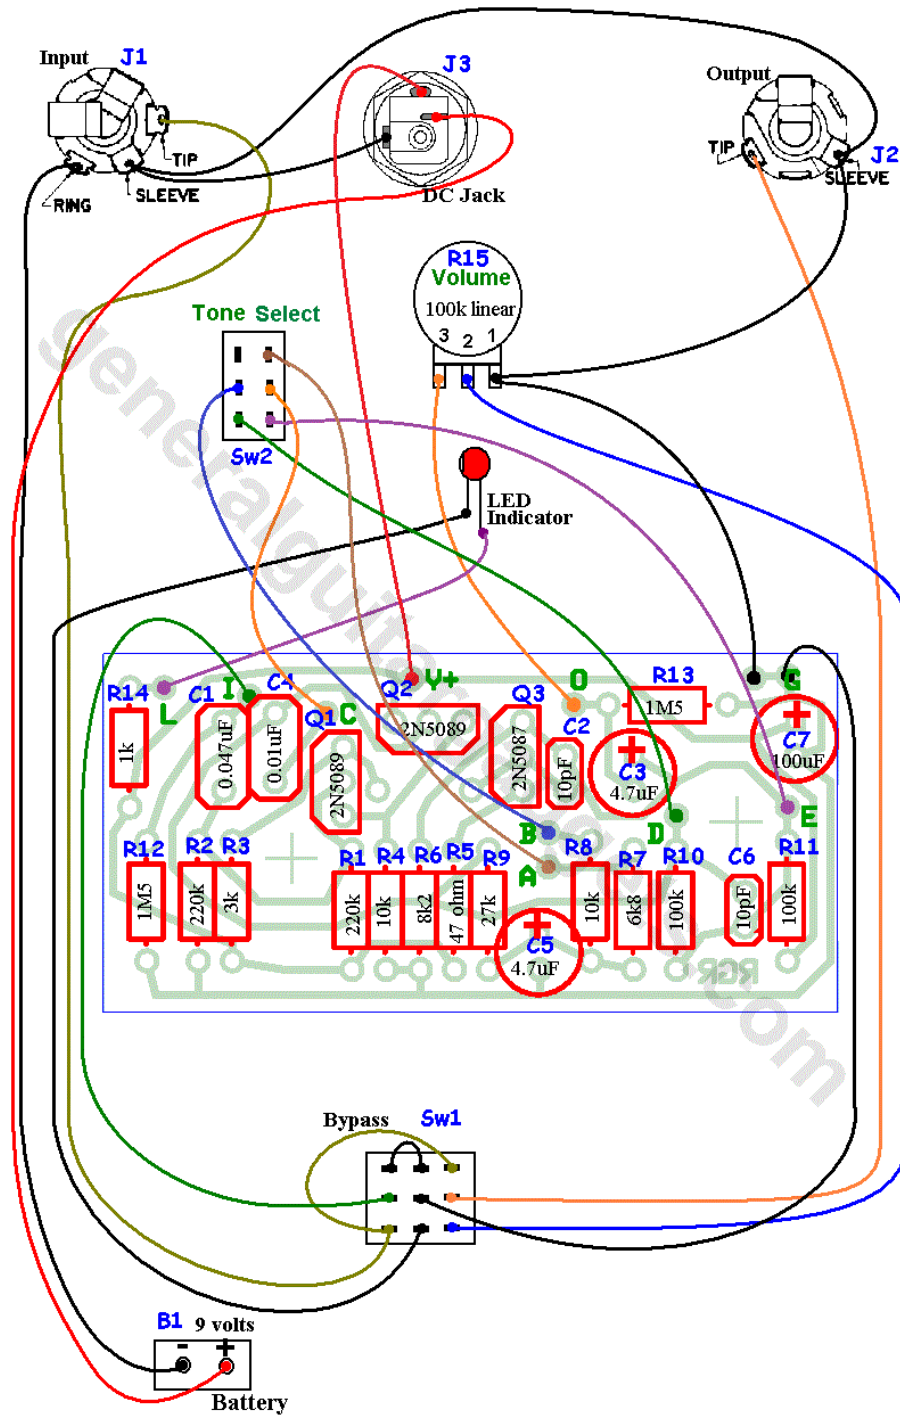 Input J1
J3
Output
J2
TIP
SLEEVE
RING
DC Jack
TIP
SLEEVE
R15
Volume
100k linear
3 2 1
Tone Select
Sw2
LED
Indicator
generalguitargadgets.com
R14 L C1 I C4 Q1 C Q2 V+ Q3 O C2 R13 G
1k
0.047uF
0.01uF
2N5089
2N5089
2N5087
10pF
1M5
C3
4.7uF
C7
100uF
B D E
A
R12 R2 R3 R1 R4 R6 R5 R9 R8 R7 R10 C6 R11
1M5
220k
3k
220k
10k
8k2
47 ohm
27k
10k
6k8
100k
10pF
100k
C5
4.7uF
PCB
Bypass Sw1
B1 9 volts
- +
Battery